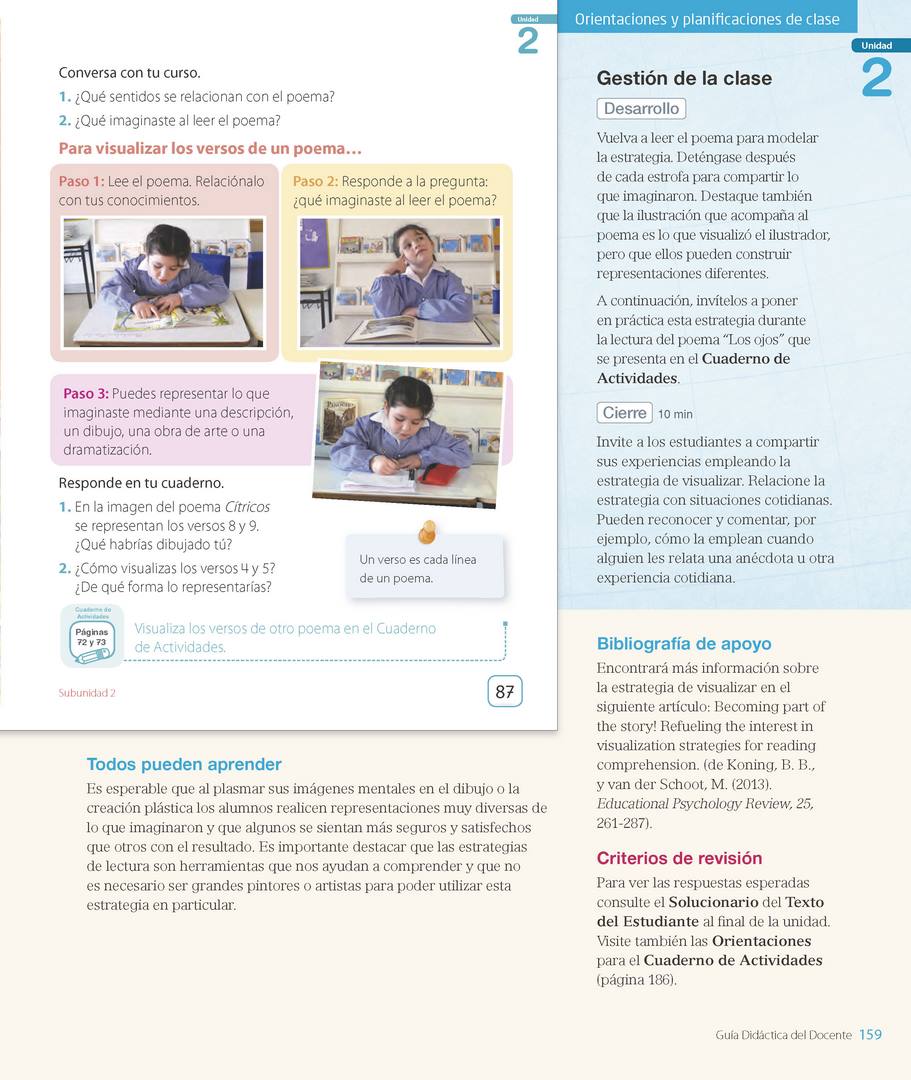 Unidad
2
Conversa con tu curso.
1. ¿Qué sentidos se relacionan con el poema?
2. ¿Qué imaginaste al leer el poema?
Para visualizar los versos de un poema…
Paso 1: Lee el poema. Relaciónalo
con tus conocimientos.
Paso 2: Responde a la pregunta:
¿qué imaginaste al leer el poema?
Paso 3: Puedes representar lo que
imaginaste mediante una descripción,
un dibujo, una obra de arte o una
dramatización.
PINOCHO
Responde en tu cuaderno.
1. En la imagen del poema Cítricos
se representan los versos 8 y 9.
¿Qué habrías dibujado tú?
2. ¿Cómo visualizas los versos 4 y 5?
¿De qué forma lo representarías?
Un verso es cada línea
de un poema.
Cuaderno de
Actividades
Páginas
72 y 73
Visualiza los versos de otro poema en el Cuaderno
de Actividades.
Subunidad 2
87
Todos pueden aprender
Es esperable que al plasmar sus imágenes mentales en el dibujo o la
creación plástica los alumnos realicen representaciones muy diversas de
lo que imaginaron y que algunos se sientan más seguros y satisfechos
que otros con el resultado. Es importante destacar que las estrategias
de lectura son herramientas que nos ayudan a comprender y que no
es necesario ser grandes pintores o artistas para poder utilizar esta
estrategia en particular.
Orientaciones y planificaciones de clase
Unidad
2
Gestión de la clase
Desarrollo
Vuelva a leer el poema para modelar
la estrategia. Deténgase después
de cada estrofa para compartir lo
que imaginaron. Destaque también
que la ilustración que acompaña al
poema es lo que visualizó el ilustrador,
pero que ellos pueden construir
representaciones diferentes.
A continuación, invítelos a poner
en práctica esta estrategia durante
la lectura del poema “Los ojos” que
se presenta en el Cuaderno de
Actividades.
Cierre 10 min
Invite a los estudiantes a compartir
sus experiencias empleando la
estrategia de visualizar. Relacione la
estrategia con situaciones cotidianas.
Pueden reconocer y comentar, por
ejemplo, cómo la emplean cuando
alguien les relata una anécdota u otra
experiencia cotidiana.
Bibliografía de apoyo
Encontrará más información sobre
la estrategia de visualizar en el
siguiente artículo: Becoming part of
the story! Refueling the interest in
visualization strategies for reading
comprehension. (de Koning, B. B.,
y van der Schoot, M. (2013).
Educational Psychology Review, 25,
261-287).
Criterios de revisión
Para ver las respuestas esperadas
consulte el Solucionario del Texto
del Estudiante al final de la unidad.
Visite también las Orientaciones
para el Cuaderno de Actividades
(página 186).
Guía Didáctica del Docente 159